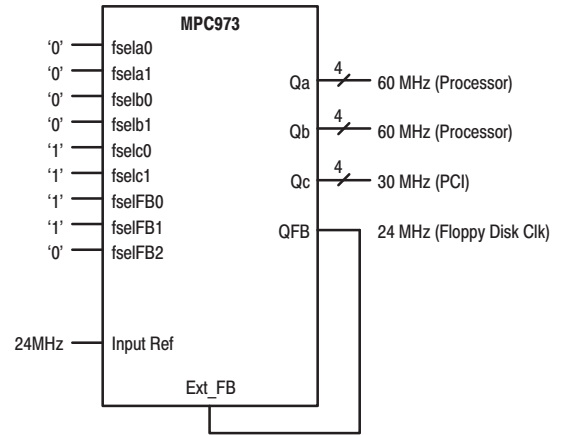 MPC973
‘0’ fsela0
‘0’ fsela1
‘0’ fselb0
‘0’ fselb1
‘1’ fselc0
‘1’ fselc1
‘1’ fselFB0
‘1’ fselFB1
‘0’ fselFB2
Qa 4 60 MHz (Processor)
Qb 4 60 MHz (Processor)
Qc 4 30 MHz (PCI)
QFB 24 MHz (Floppy Disk Clk)
24MHz Input Ref
Ext_FB